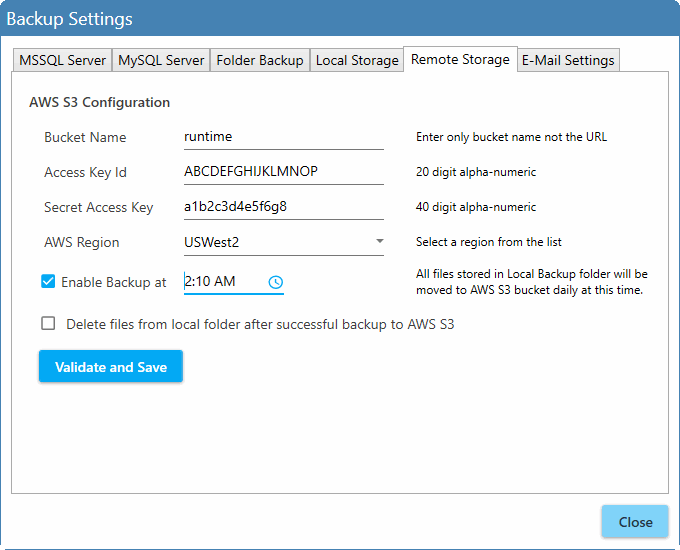 Backup Settings
MSSQL Server MySQL Server Folder Backup Local Storage Remote Storage E-Mail Settings
AWS S3 Configuration
Bucket Name runtime Enter only bucket name not the URL
Access Key Id ABCDEFGHIJKLMNOP 20 digit alpha-numeric
Secret Access Key a1b2c3d4e5f6g8 40 digit alpha-numeric
AWS Region USWest2 Select a region from the list
Enable Backup at 2:10 AM All files stored in Local Backup folder will be
moved to AWS S3 bucket daily at this time.
Delete files from local folder after successful backup to AWS S3
Validate and Save
Close